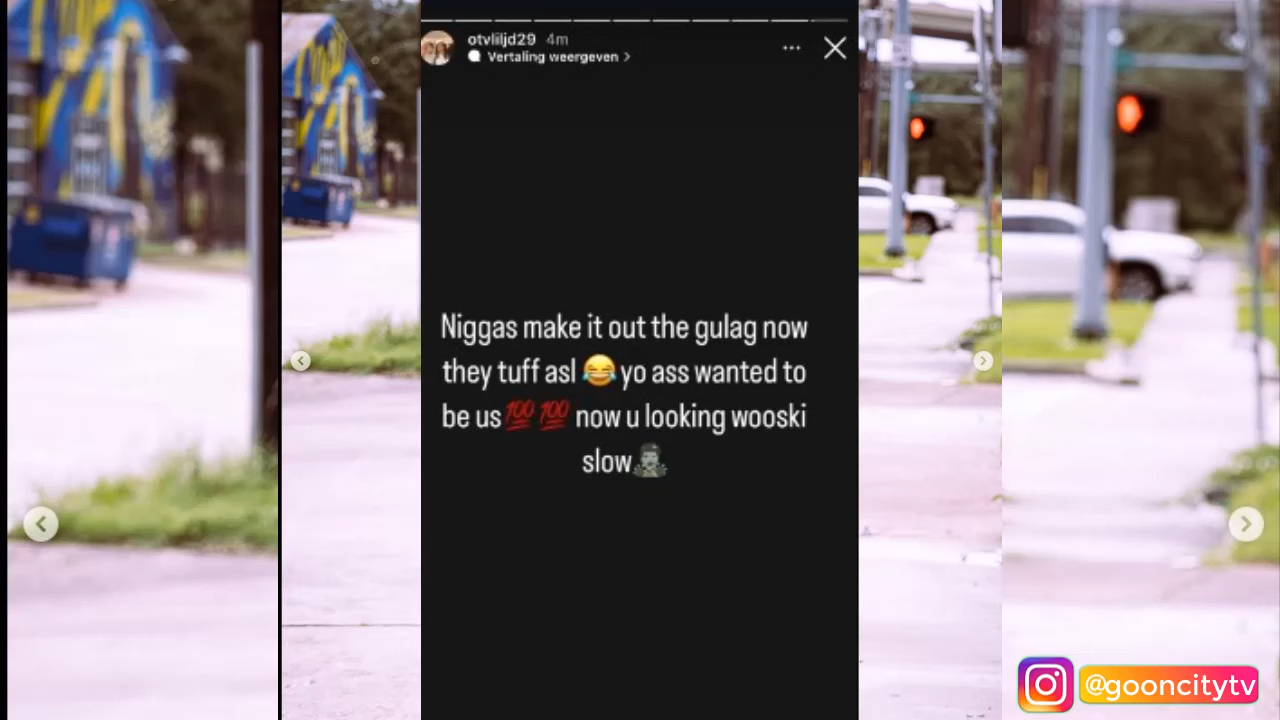 otvliljd29 4m
Vertaling weergeven
Niggas make it out the gulag now
they tuff asl 😂 yo ass wanted to
be us💯 💯 now u looking wooski
slow🧟‍♂️
@gooncitytv